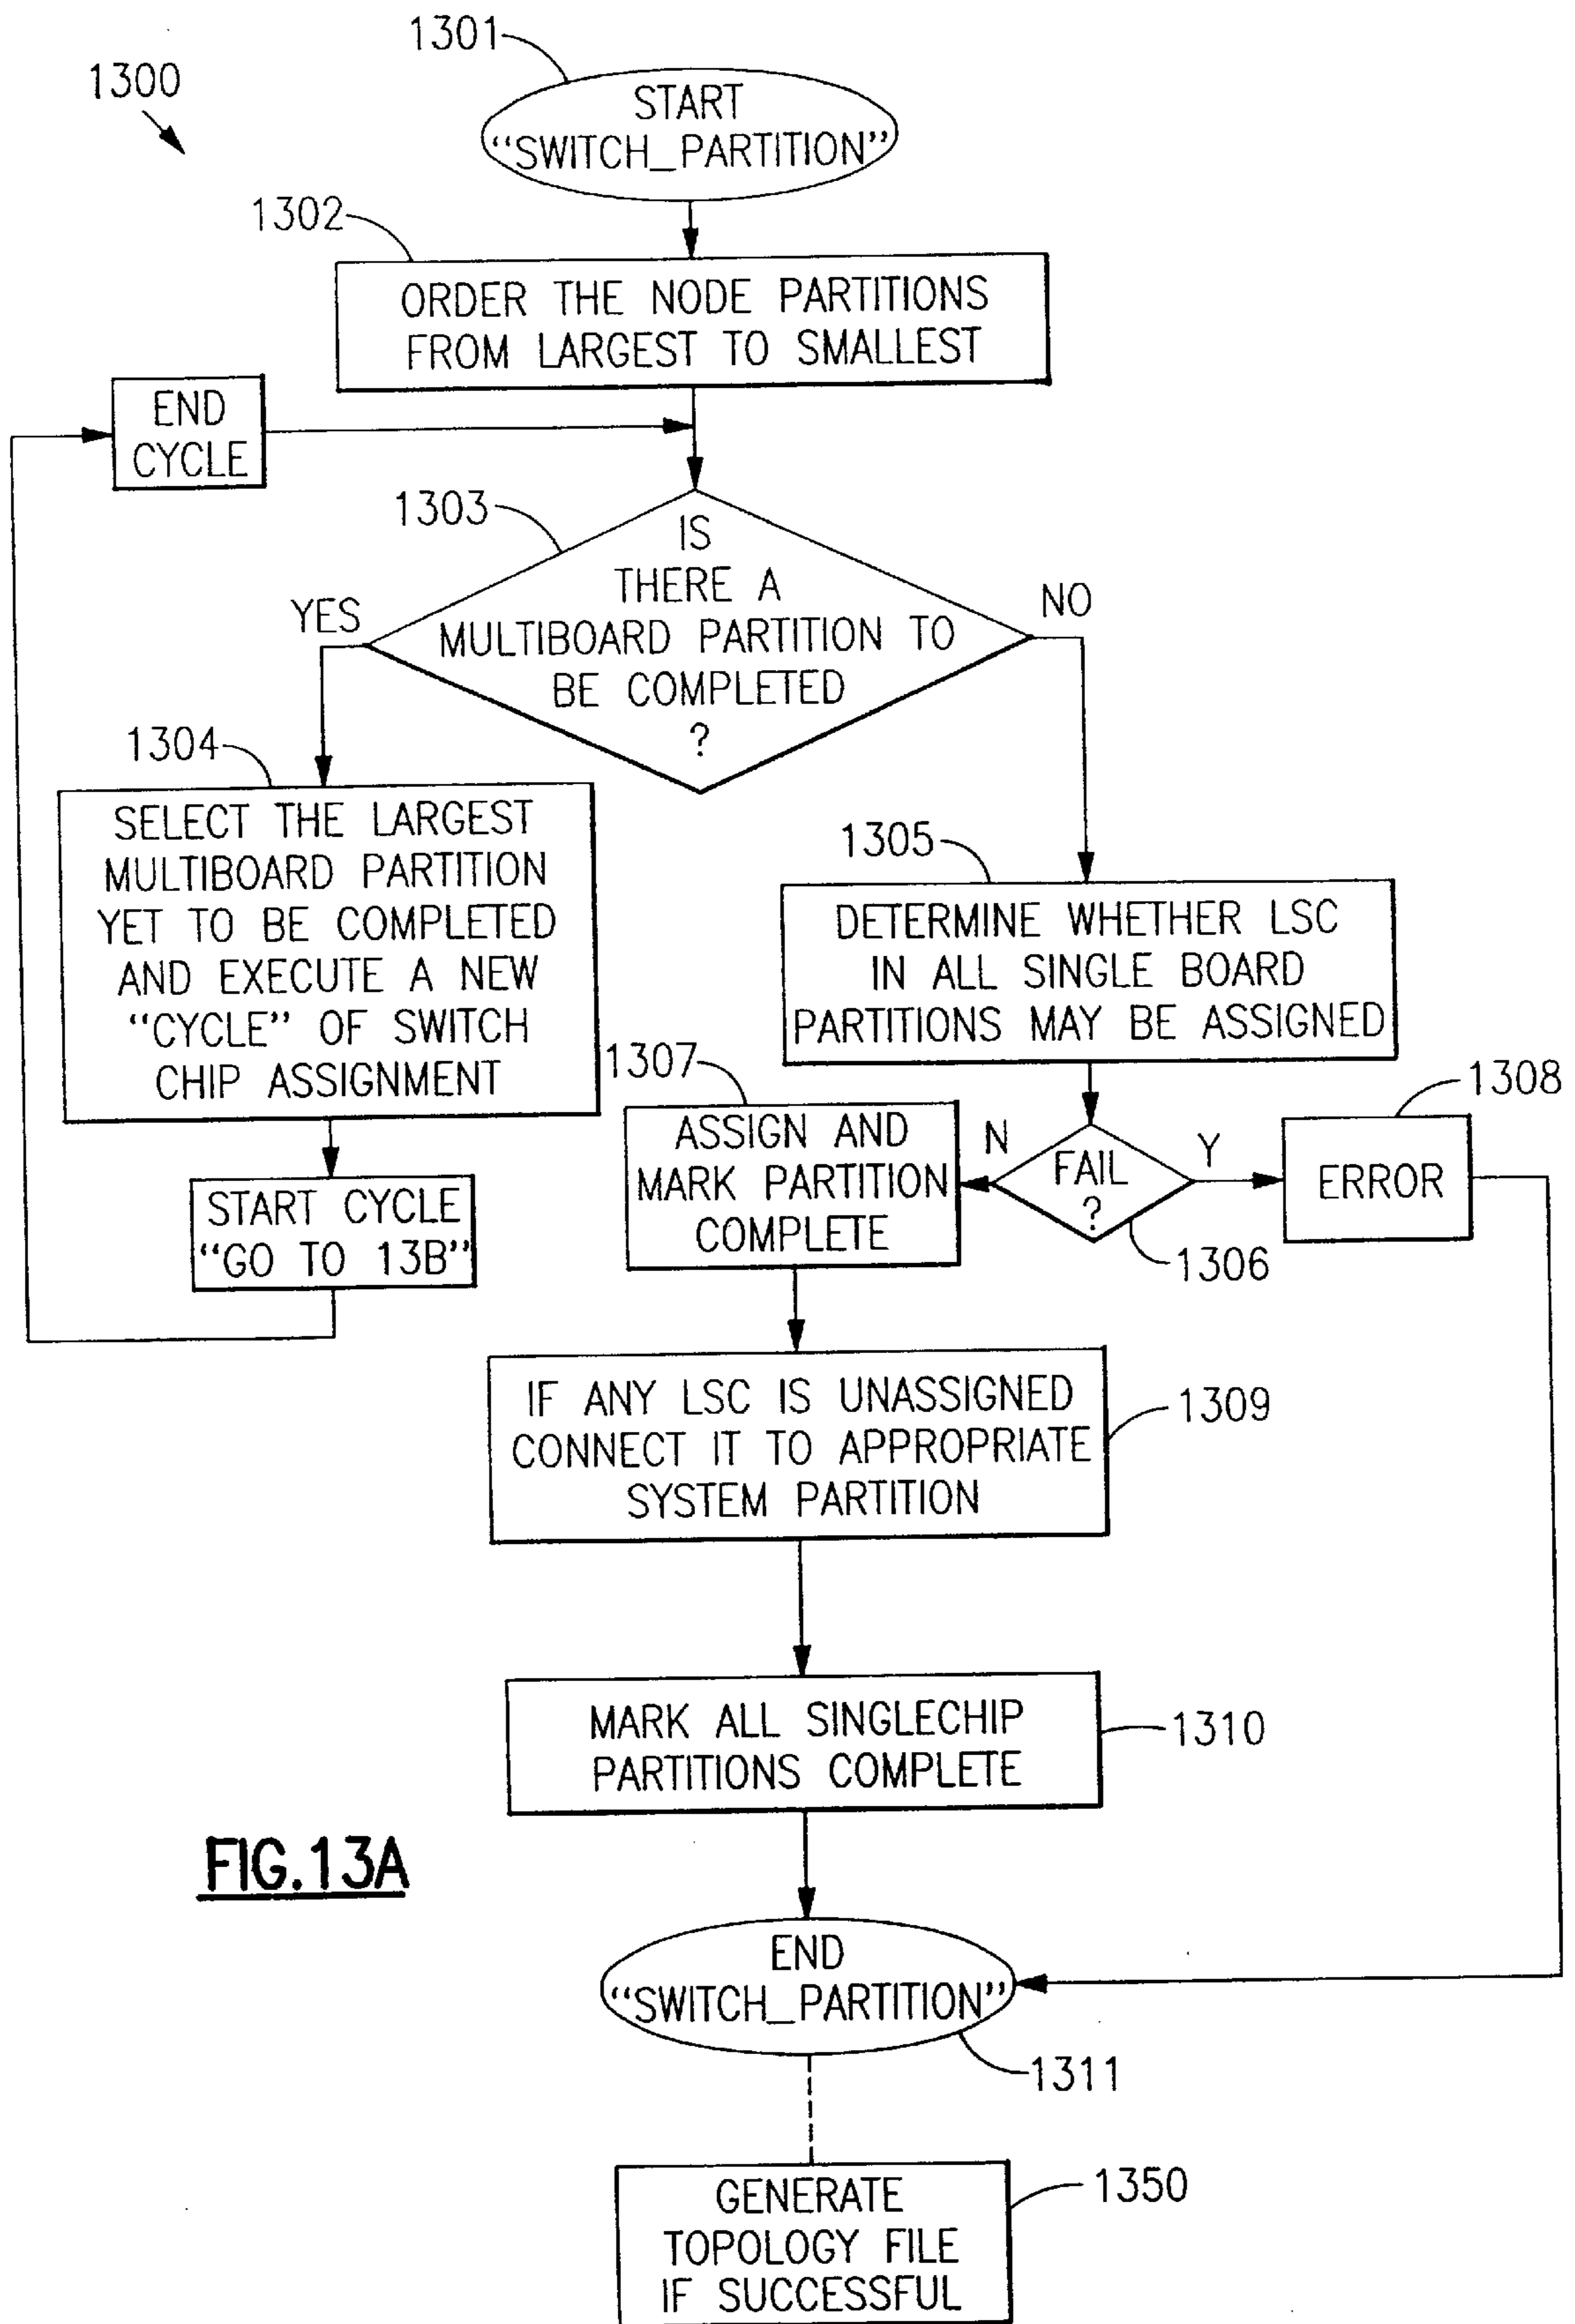 1301
1300
START
“SWITCH_PARTITION”
1302
ORDER THE NODE PARTITIONS
FROM LARGEST TO SMALLEST
END
CYCLE
1303
IS
THERE A
MULTIBOARD PARTITION TO
BE COMPLETED
?
YES
NO
1304
SELECT THE LARGEST
MULTIBOARD PARTITION
YET TO BE COMPLETED
AND EXECUTE A NEW
“CYCLE” OF SWITCH
CHIP ASSIGNMENT
1305
DETERMINE WHETHER LSC
IN ALL SINGLE BOARD
PARTITIONS MAY BE ASSIGNED
START CYCLE
“GO TO 13B”
1307
ASSIGN AND
MARK PARTITION
COMPLETE
N
FAIL
?
Y
1306
1308
ERROR
IF ANY LSC IS UNASSIGNED
CONNECT IT TO APPROPRIATE
SYSTEM PARTITION
1309
MARK ALL SINGLECHIP
PARTITIONS COMPLETE
1310
FIG.13A
END
“SWITCH_PARTITION”
1311
GENERATE
TOPOLOGY FILE
IF SUCCESSFUL
1350